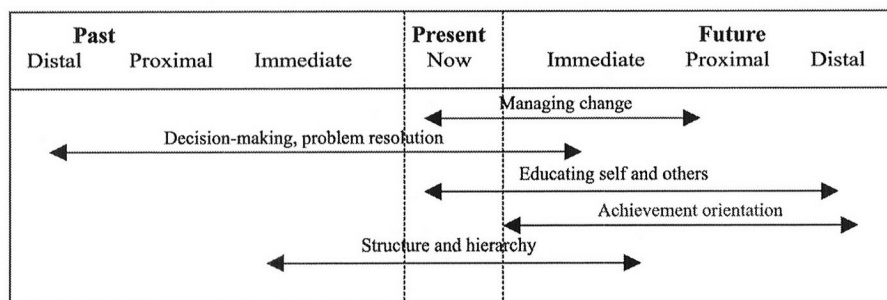 Past Present Future
Distal Proximal Immediate Now Immediate Proximal Distal
Managing change
Decision-making, problem resolution
Educating self and others
Achievement orientation
Structure and hierarchy